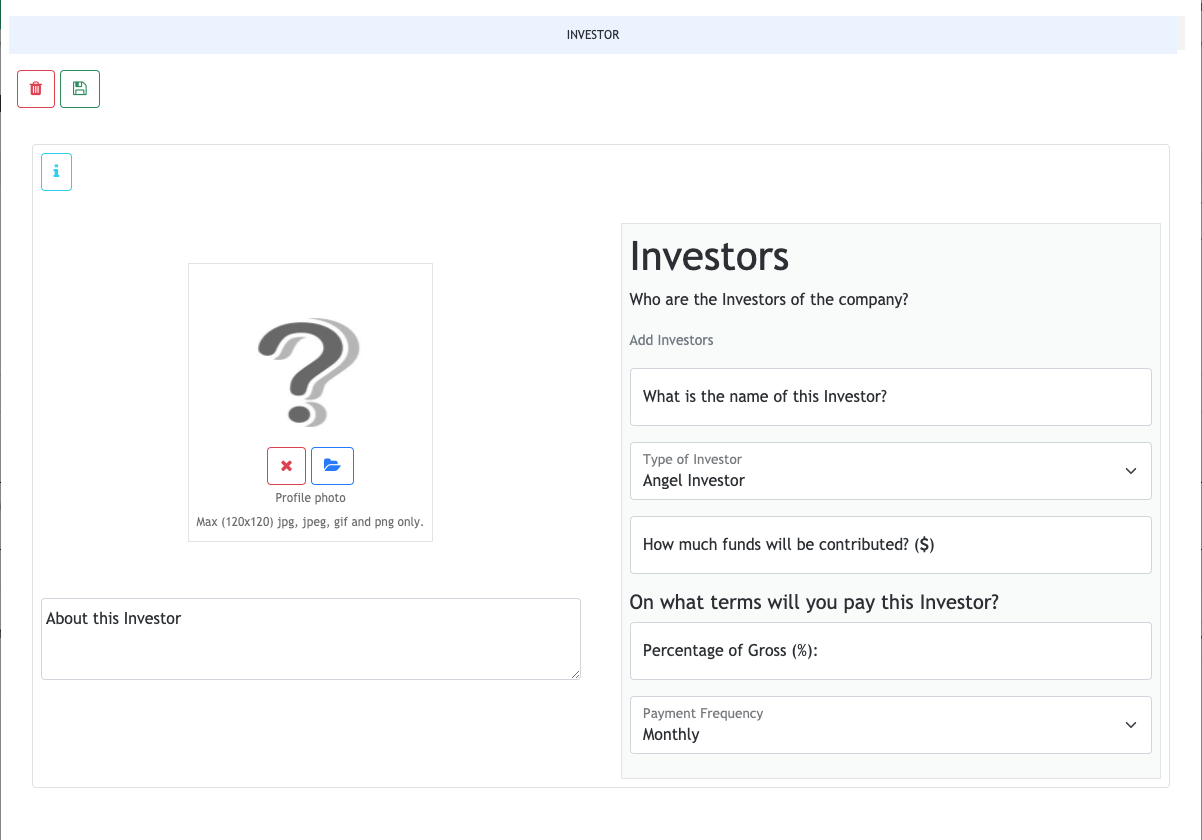 INVESTOR
Investors
Who are the Investors of the company?
Add Investors
What is the name of this Investor?
Type of Investor
Angel Investor
How much funds will be contributed? ($)
On what terms will you pay this Investor?
Percentage of Gross (%):
Payment Frequency
Monthly
Profile photo
Max (120x120) jpg, jpeg, gif and png only.
About this Investor